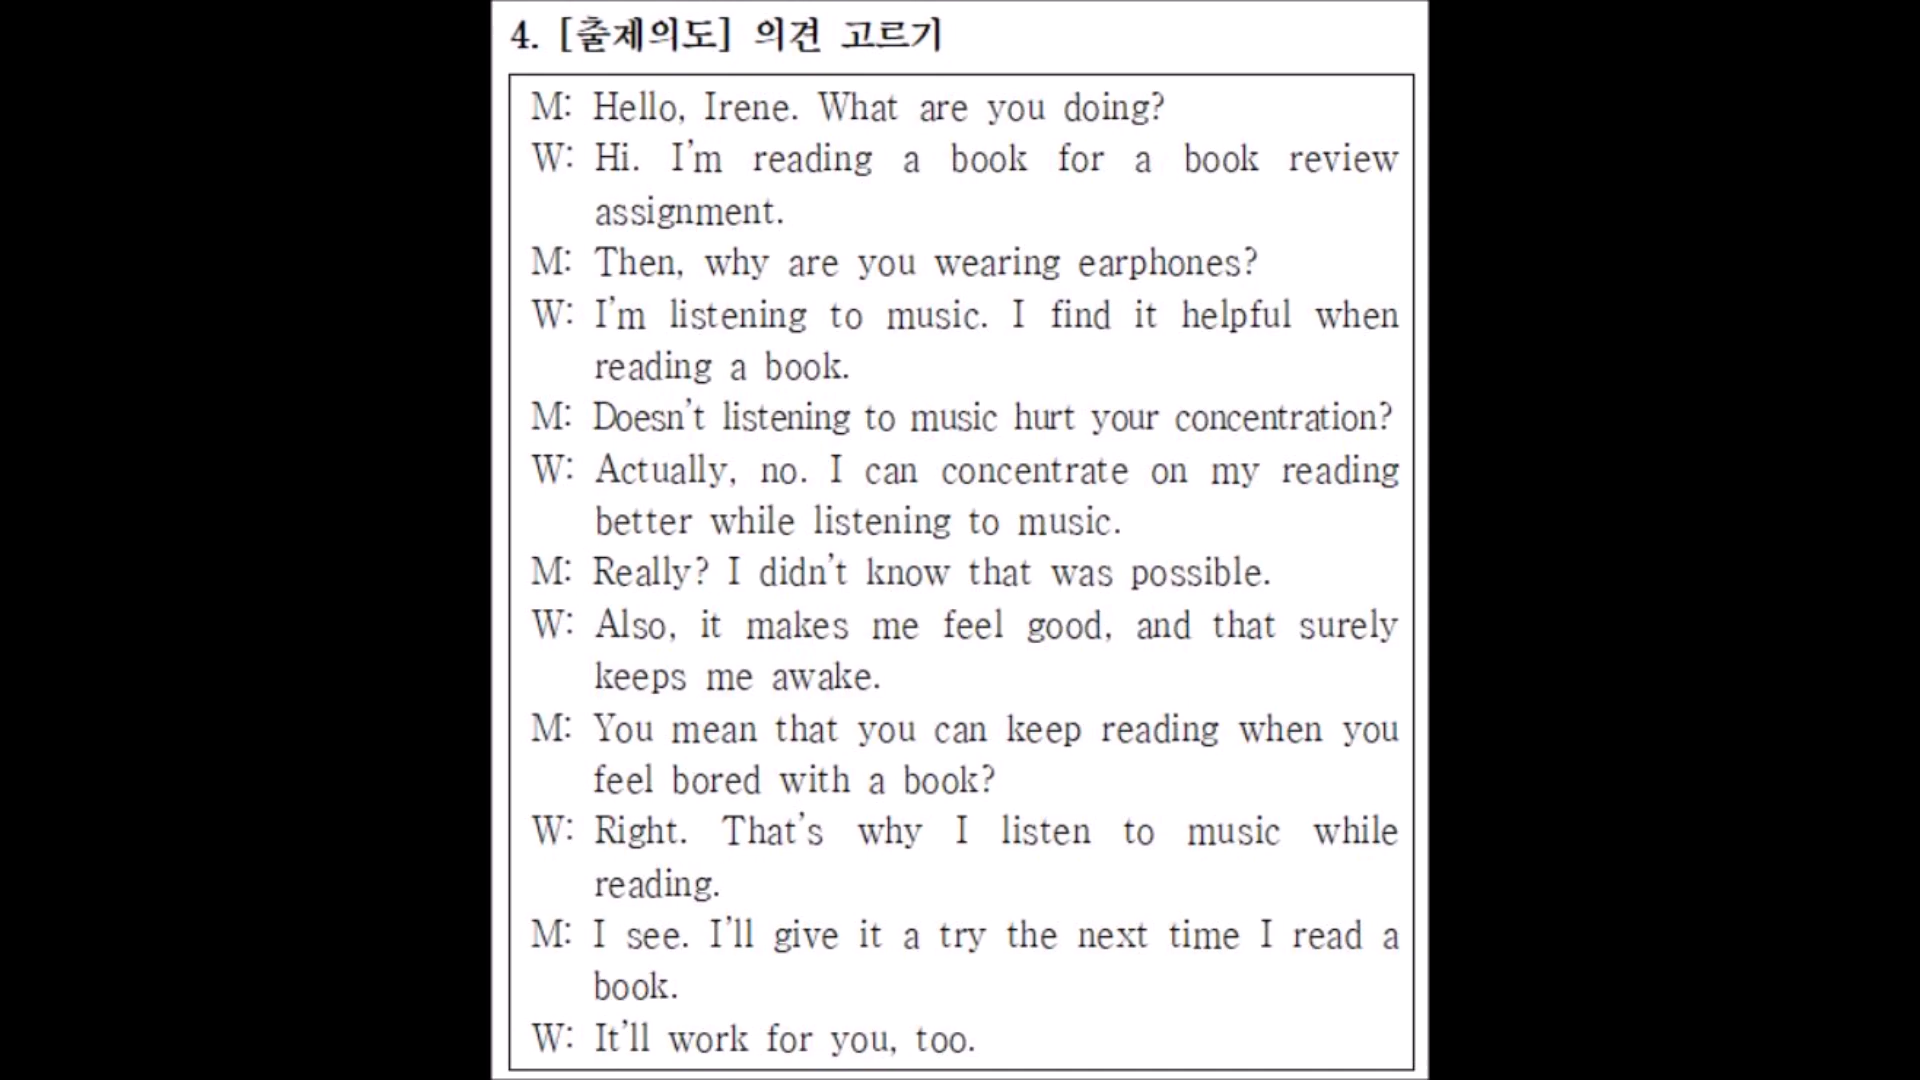 4. [출제의도] 의견 고르기
M: Hello, Irene. What are you doing?
W: Hi. I'm reading a book for a book review
assignment.
M: Then, why are you wearing earphones?
W: I'm listening to music. I find it helpful when
reading a book.
M: Doesn't listening to music hurt your concentration?
W: Actually, no. I can concentrate on my reading
better while listening to music.
M: Really? I didn't know that was possible.
W: Also, it makes me feel good, and that surely
keeps me awake.
M: You mean that you can keep reading when you
feel bored with a book?
W: Right. That's why I listen to music while
reading.
M: I see. I'll give it a try the next time I read a
book.
W: It'll work for you, too.